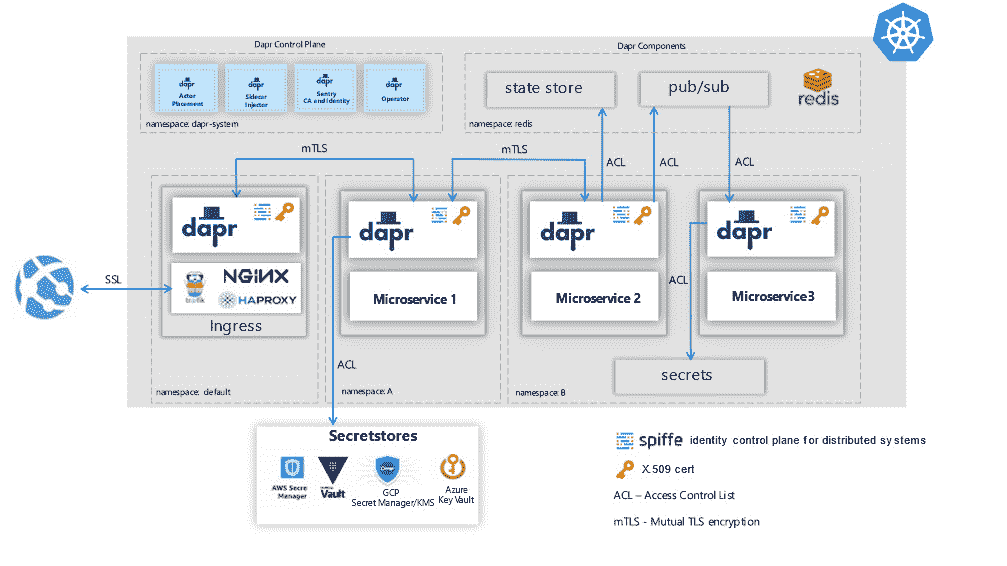 Dapr Control Plane
dapr
Actor
Placement
dapr
Sidecar
Injector
dapr
Sentry
CA and Identity
dapr
Operator
namespace: dapr-system
Dapr Components
state store
pub/sub
redis
namespace: redis
mTLS
mTLS
ACL
ACL
ACL
dapr
NGINX
HAPROXY
Ingress
namespace: default
SSL
dapr
Microservice 1
namespace: A
ACL
dapr
Microservice 2
dapr
Microservice3
ACL
secrets
namespace: B
Secretstores
AWS Secre
Manager
Vault
GCP
Secret Manager/KMS
Azure
Key Vault
spiffe identity control plane for distributed systems
X.509 cert
ACL – Access Control List
mTLS - Mutual TLS encryption